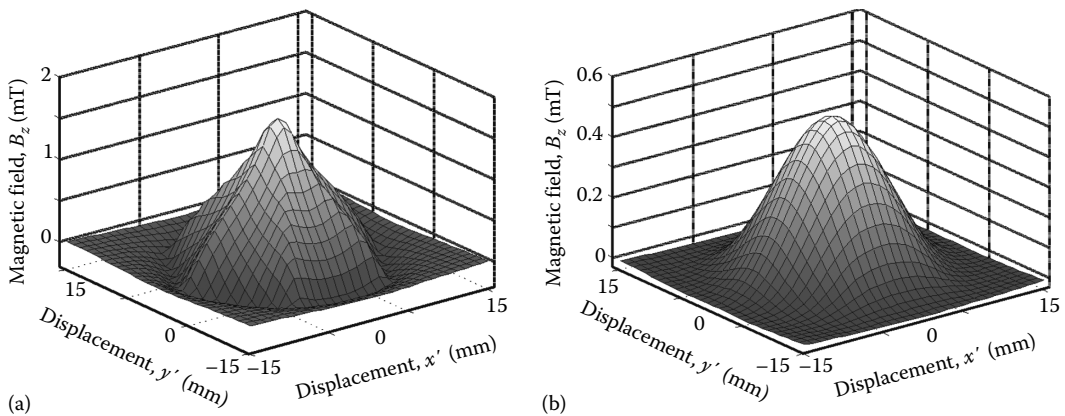 2
1
0
Magnetic field, B_z (mT)
15
0
−15
Displacement, y′ (mm)
−15
0
15
Displacement, x′ (mm)
(a)
0.6
0.4
0.2
0
Magnetic field, B_z (mT)
15
0
−15
Displacement, y′ (mm)
−15
0
15
Displacement, x′ (mm)
(b)